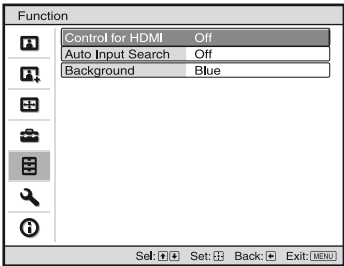 Function
Control for HDMI Off
Auto Input Search Off
Background Blue
Sel: Set: Back: Exit: MENU